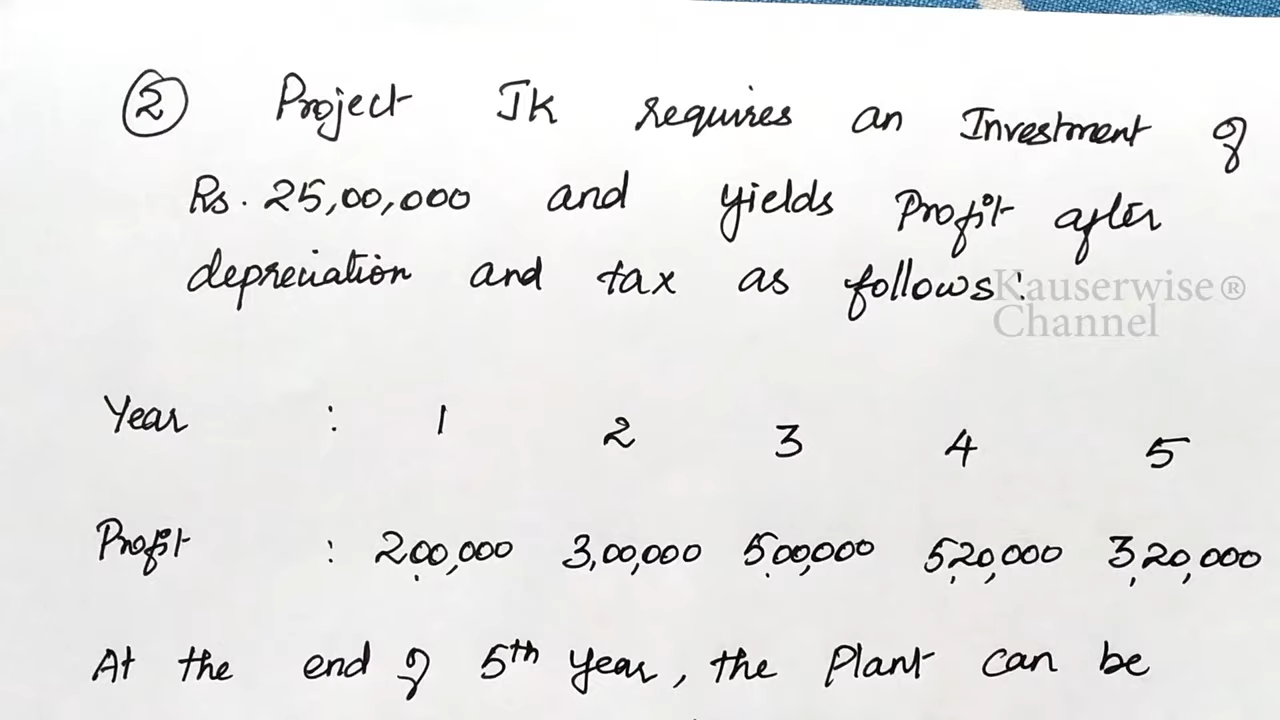 ② Project JK requires an Investment of
Rs. 25,00,000 and yields Profit after
depreciation and tax as follows:
Kauserwise®
Channel
Year : 1 2 3 4 5
Profit : 2,00,000 3,00,000 5,00,000 5,20,000 3,20,000
At the end of 5th Year, the Plant can be